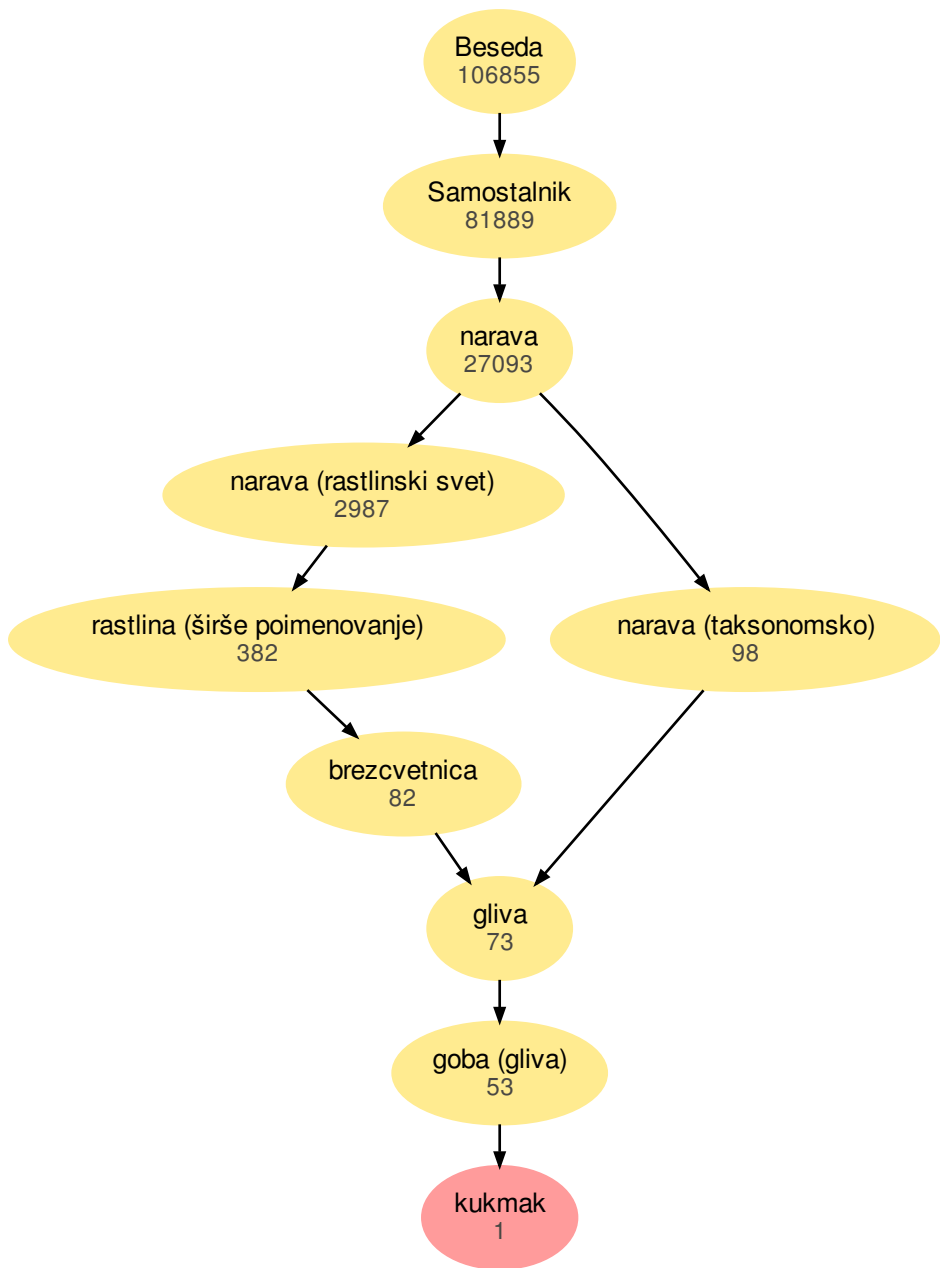 Beseda
106855
Samostalnik
81889
narava
27093
narava (rastlinski svet)
2987
rastlina (širše poimenovanje)
382
narava (taksonomsko)
98
brezcvetnica
82
gliva
73
goba (gliva)
53
kukmak
1